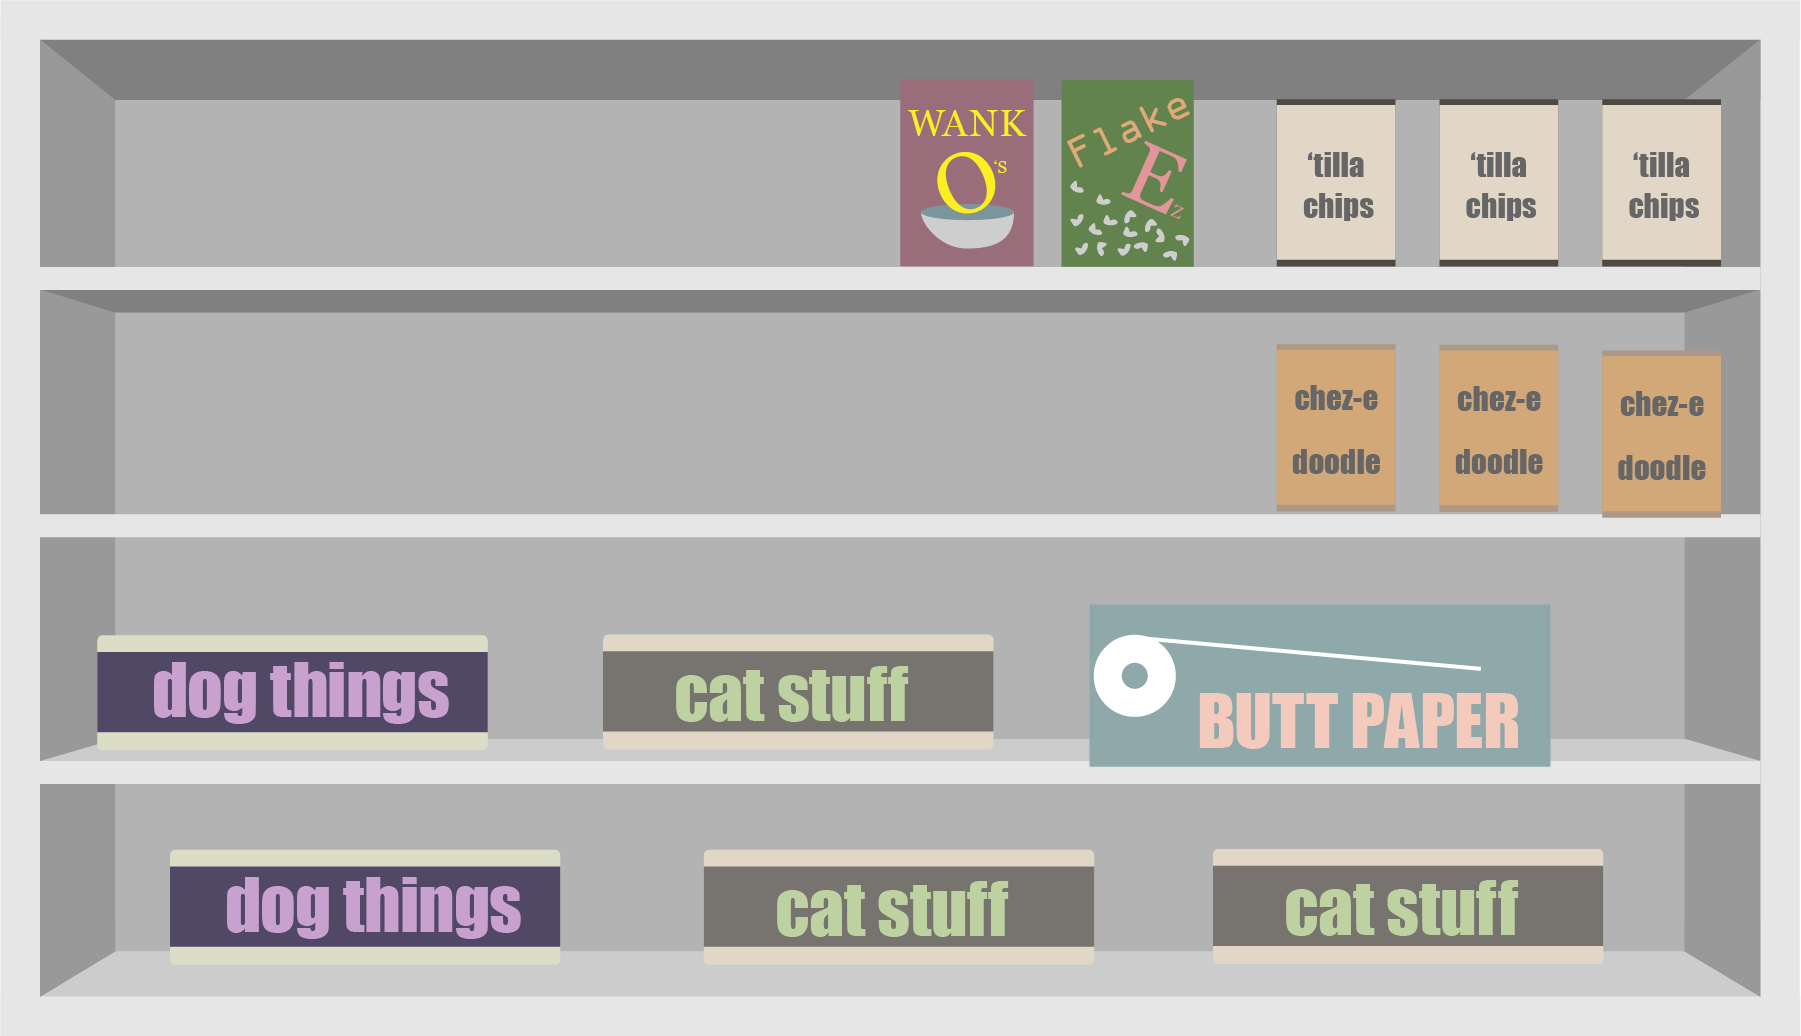 WANK
O's
Flake
Ez
‘tilla
chips
‘tilla
chips
‘tilla
chips
chez-e
doodle
chez-e
doodle
chez-e
doodle
dog things
cat stuff
BUTT PAPER
dog things
cat stuff
cat stuff